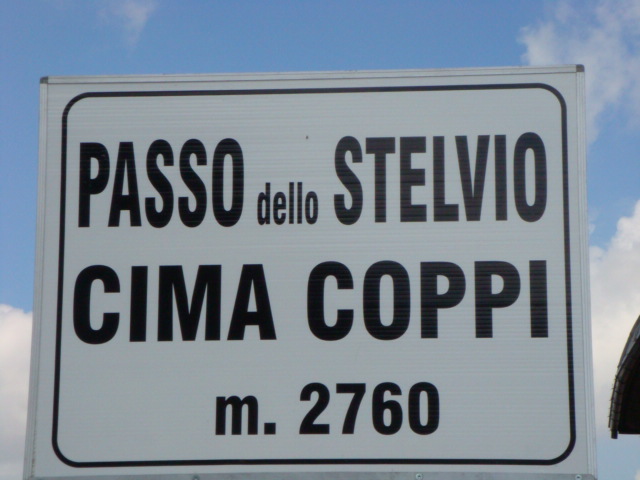 PASSO dello STELVIO
CIMA COPPI
m. 2760